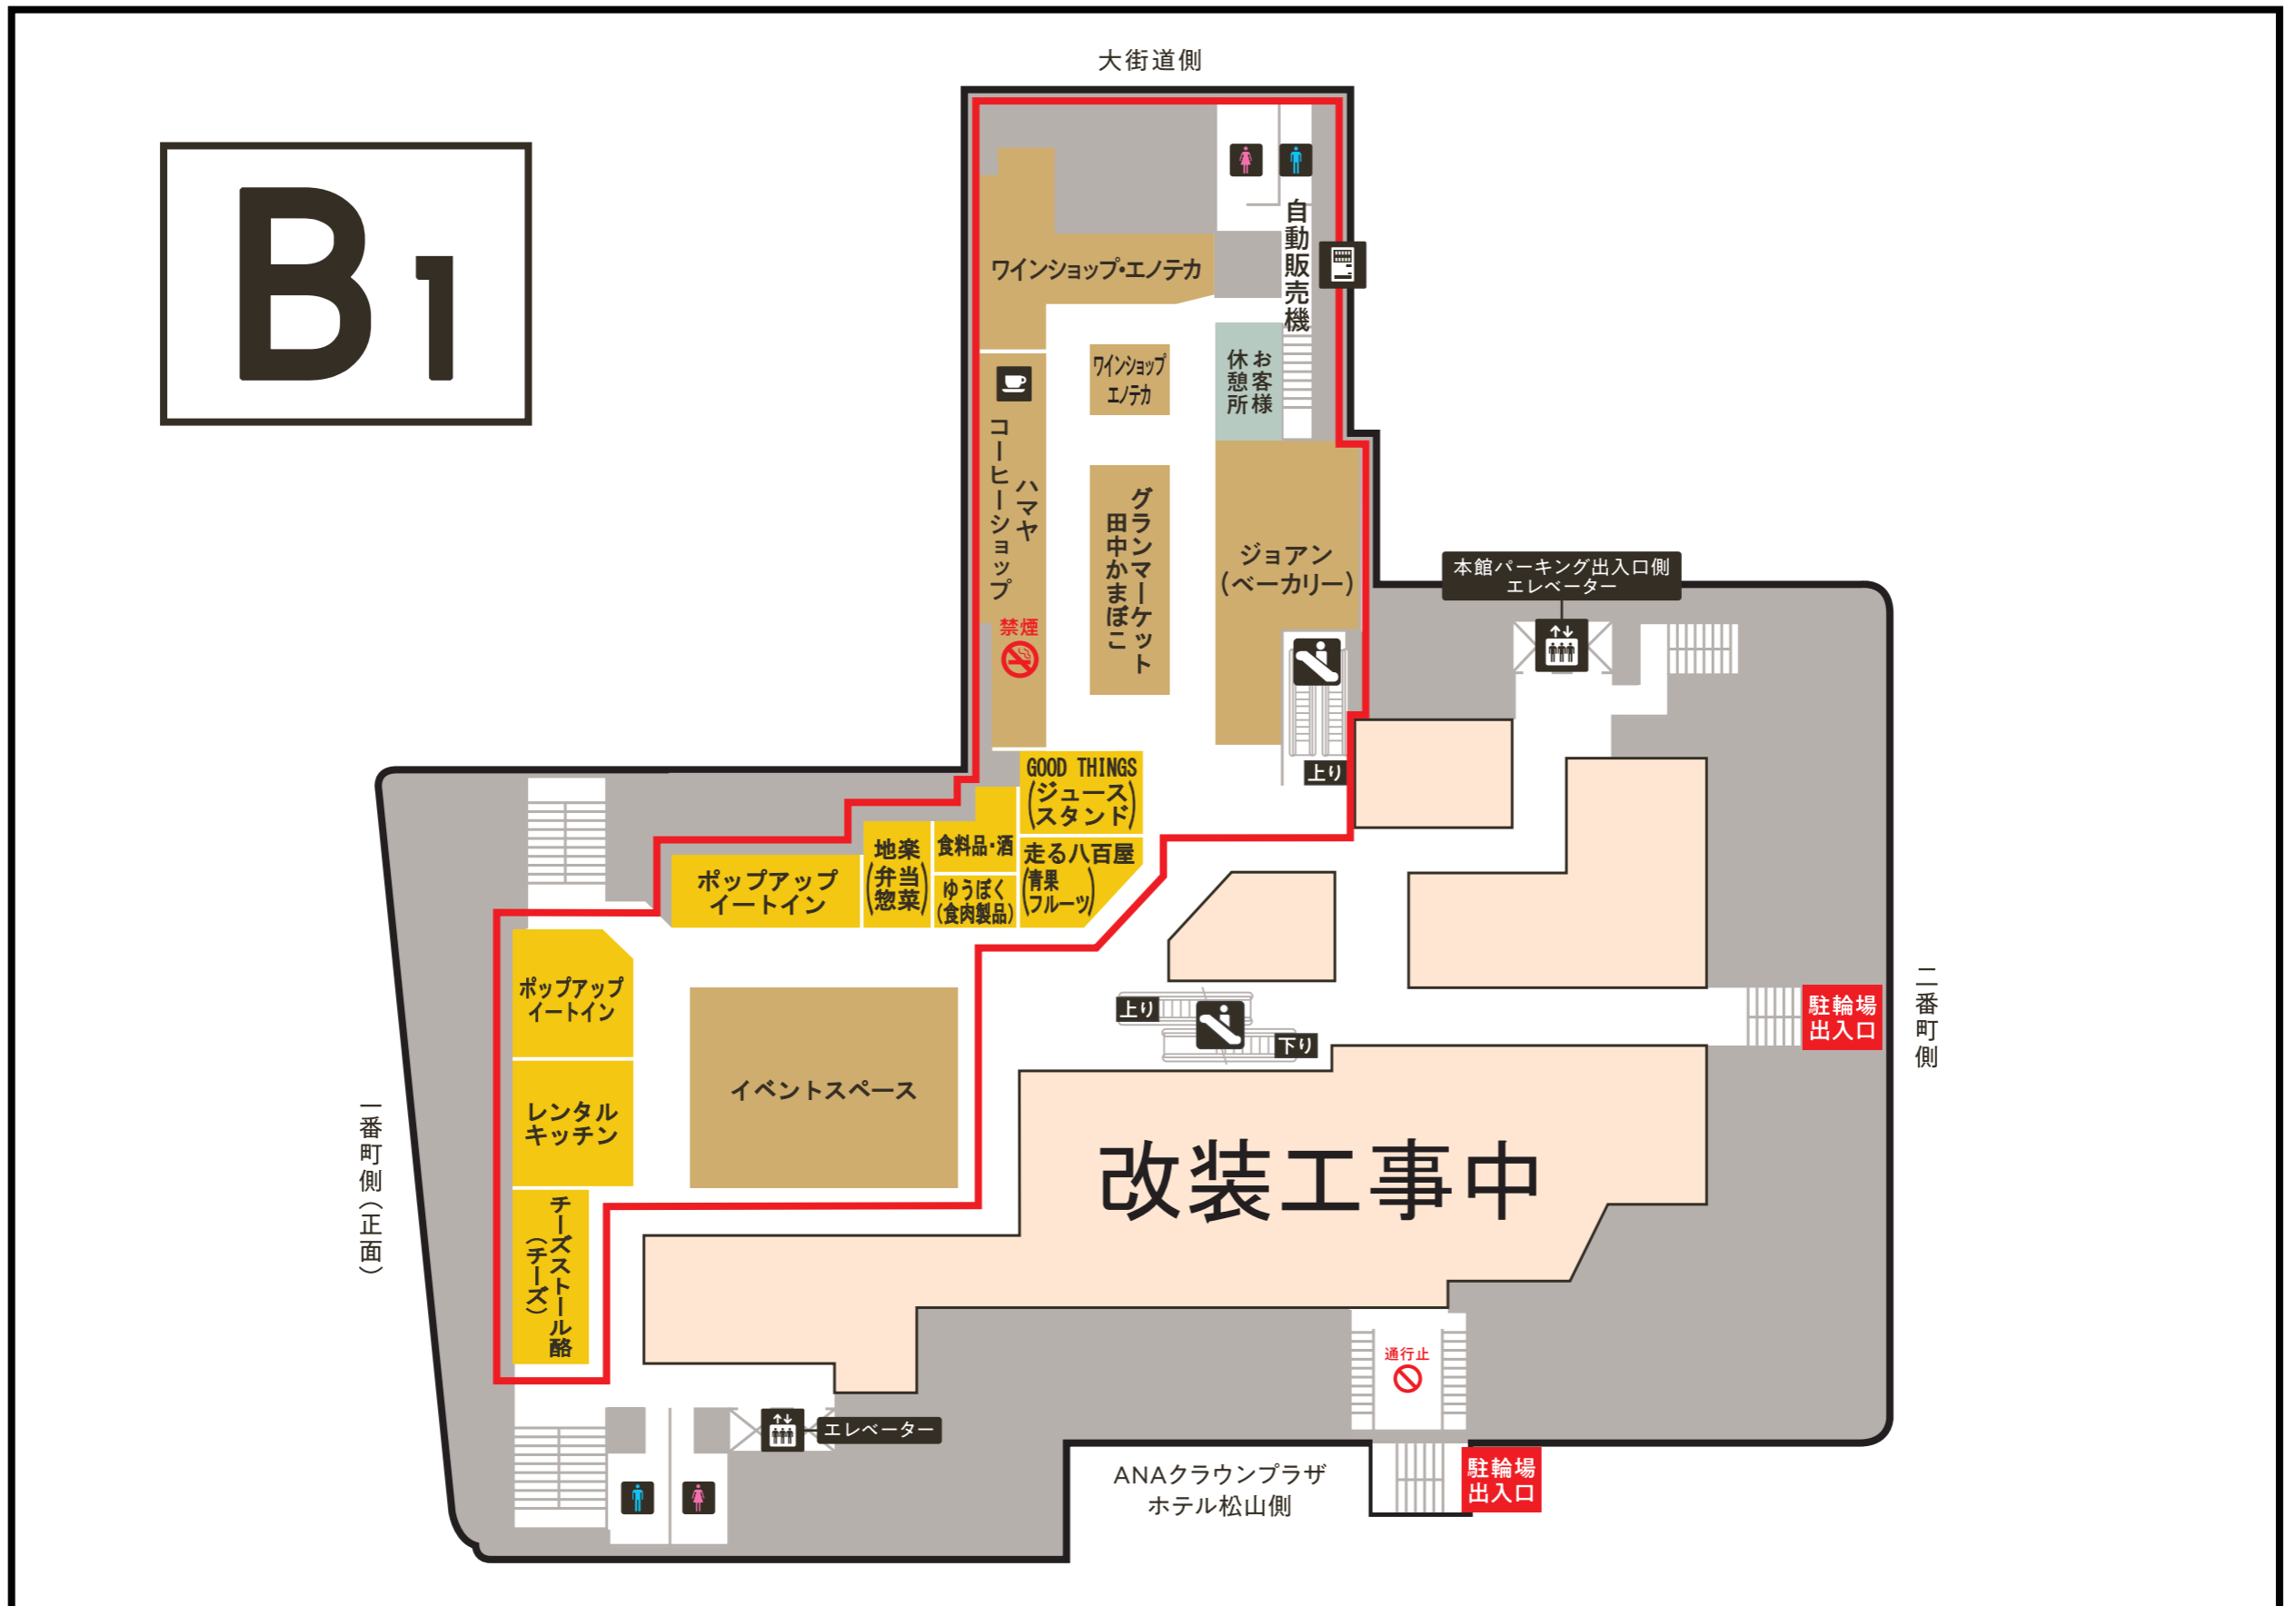 大街道側
B1
自動販売機
ワインショップ・エノテカ
ワインショップ
エノテカ
お客様
休憩所
ハマヤ
コーヒーショップ
禁煙
グランマーケット
田中かまぼこ
ジョアン
(ベーカリー)
本館パーキング出入口側
エレベーター
上り
GOOD THINGS
(ジュース
スタンド)
地楽
(弁当
惣菜)
食料品・酒
ゆうぼく
(食肉製品)
走る八百屋
(青果
フルーツ)
ポップアップ
イートイン
ポップアップ
イートイン
レンタル
キッチン
チーズストール酪
(チーズ)
イベントスペース
上り
下り
駐輪場
出入口
二番町側
一番町側(正面)
改装工事中
通行止
エレベーター
ANAクラウンプラザ
ホテル松山側
駐輪場
出入口